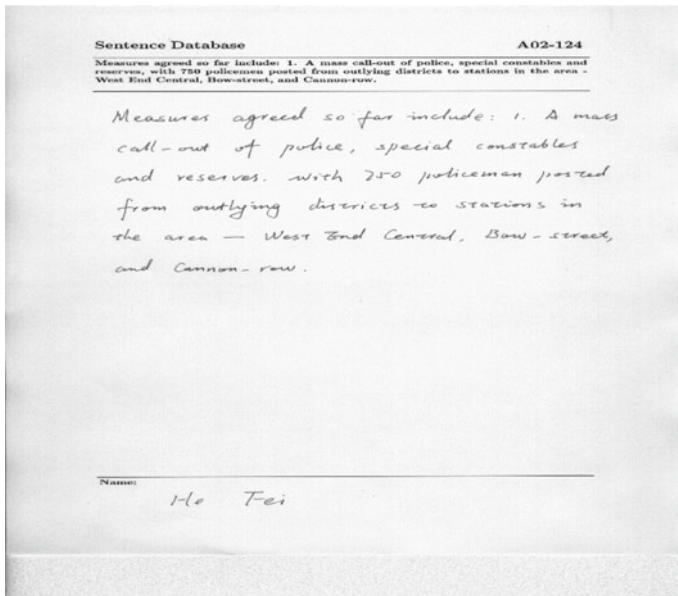 Sentence Database A02-124
Measures agreed so far include: 1. A mass call-out of police, special constables and
reserves, with 750 policemen posted from outlying districts to stations in the area -
West End Central, Bow-street, and Cannon-row.
Measures agreed so far include: 1. A mass
call-out of police, special constables
and reserves. with 750 policeman posted
from outlying districts to stations in
the area — West End Central, Bow-street,
and Cannon-row.
Name:
He Fei